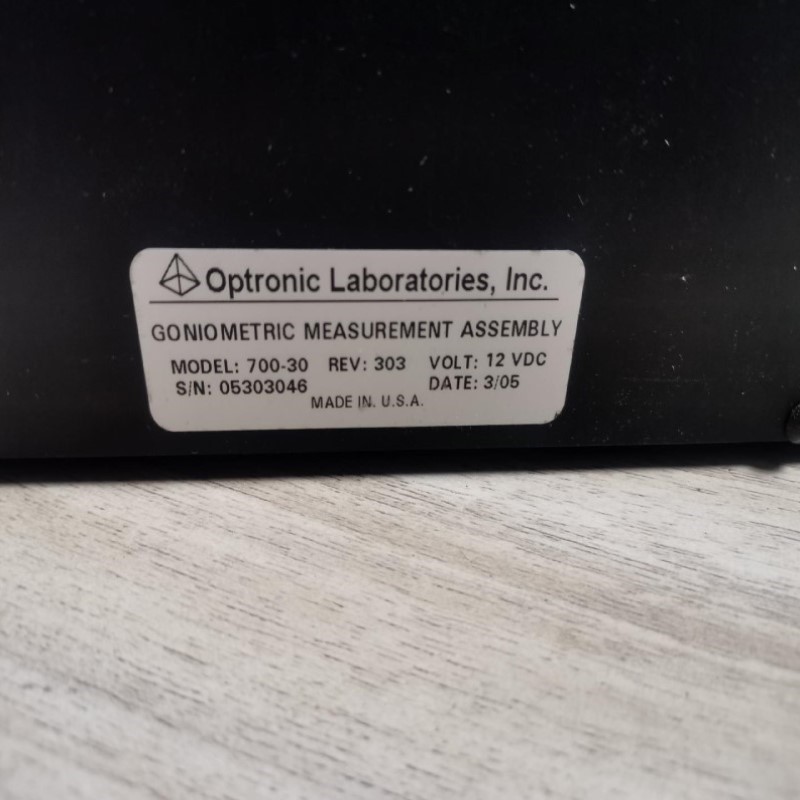 Optronic Laboratories, Inc.
GONIOMETRIC MEASUREMENT ASSEMBLY
MODEL: 700-30 REV: 303 VOLT: 12 VDC
S/N: 05303046 DATE: 3/05
MADE IN. U.S.A.